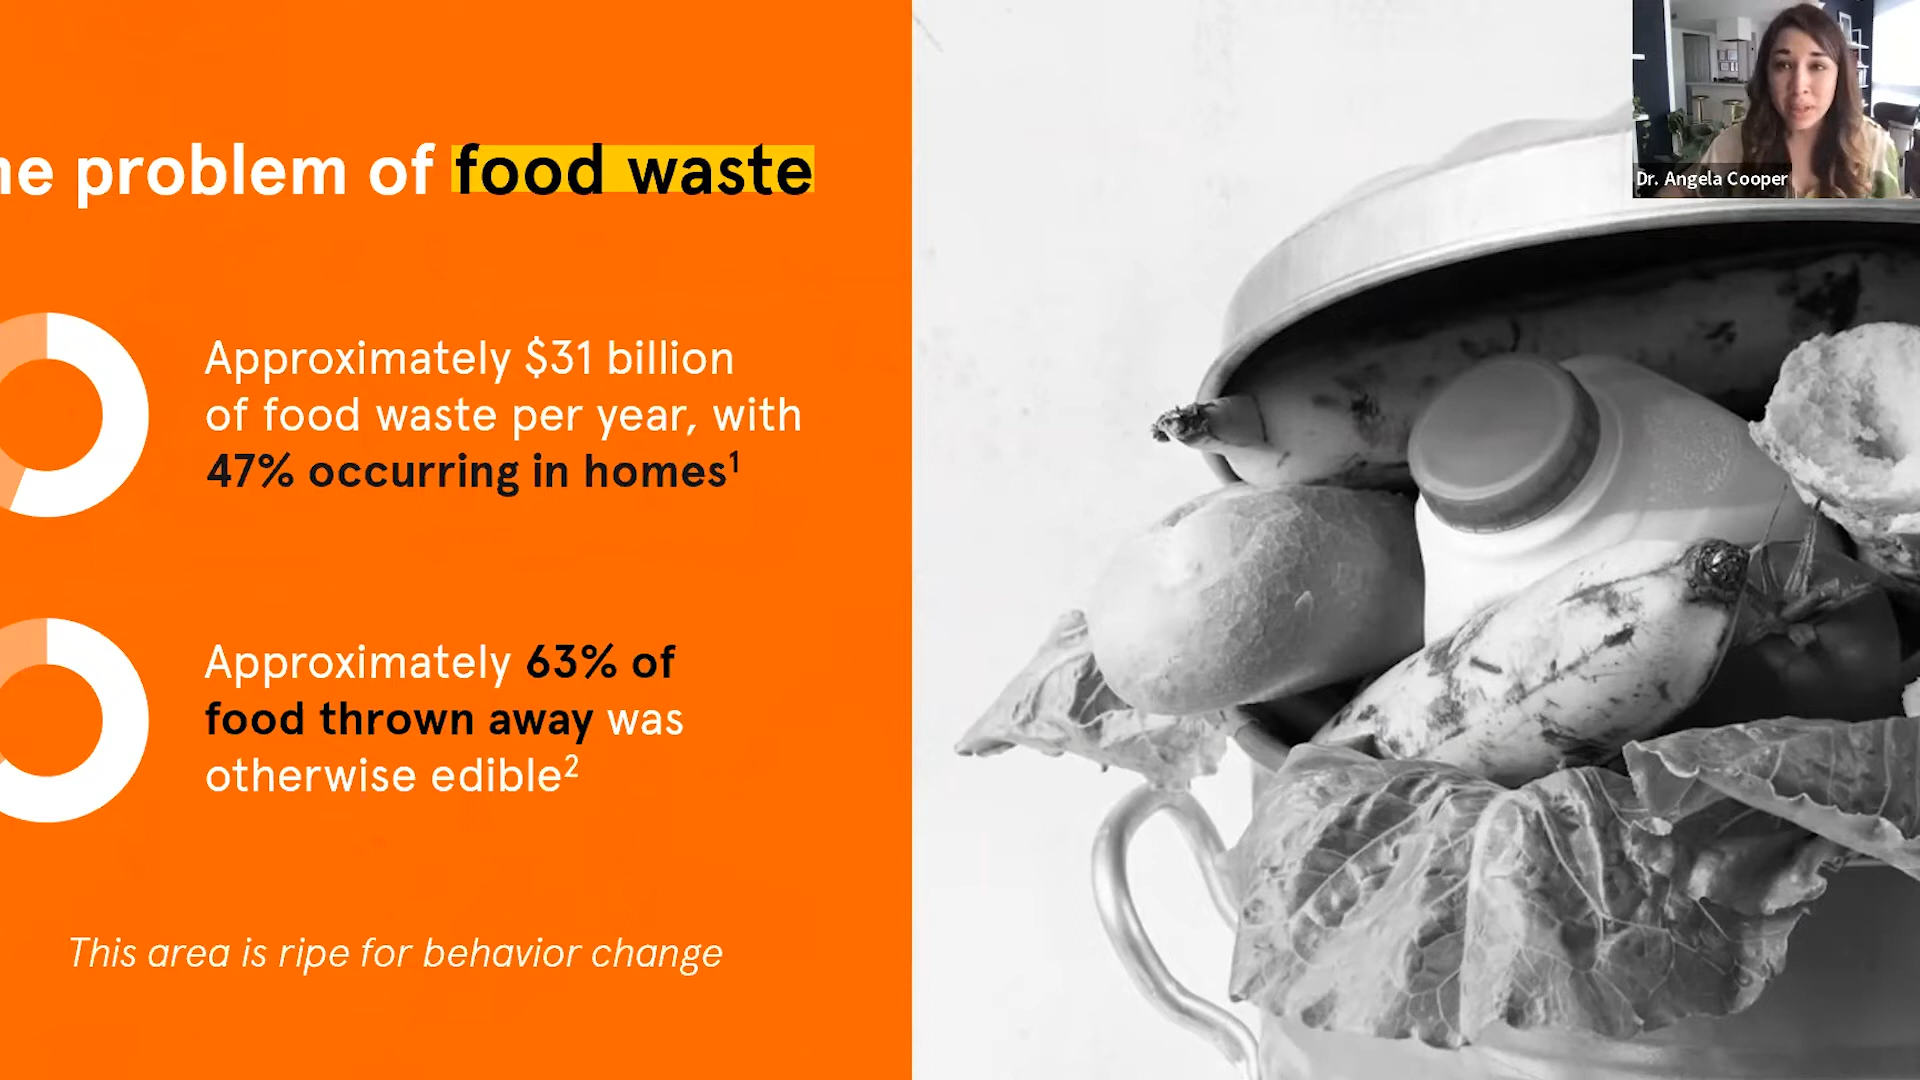 he problem of food waste
Approximately $31 billion
of food waste per year, with
47% occurring in homes¹
Approximately 63% of
food thrown away was
otherwise edible²
This area is ripe for behavior change
Dr. Angela Cooper